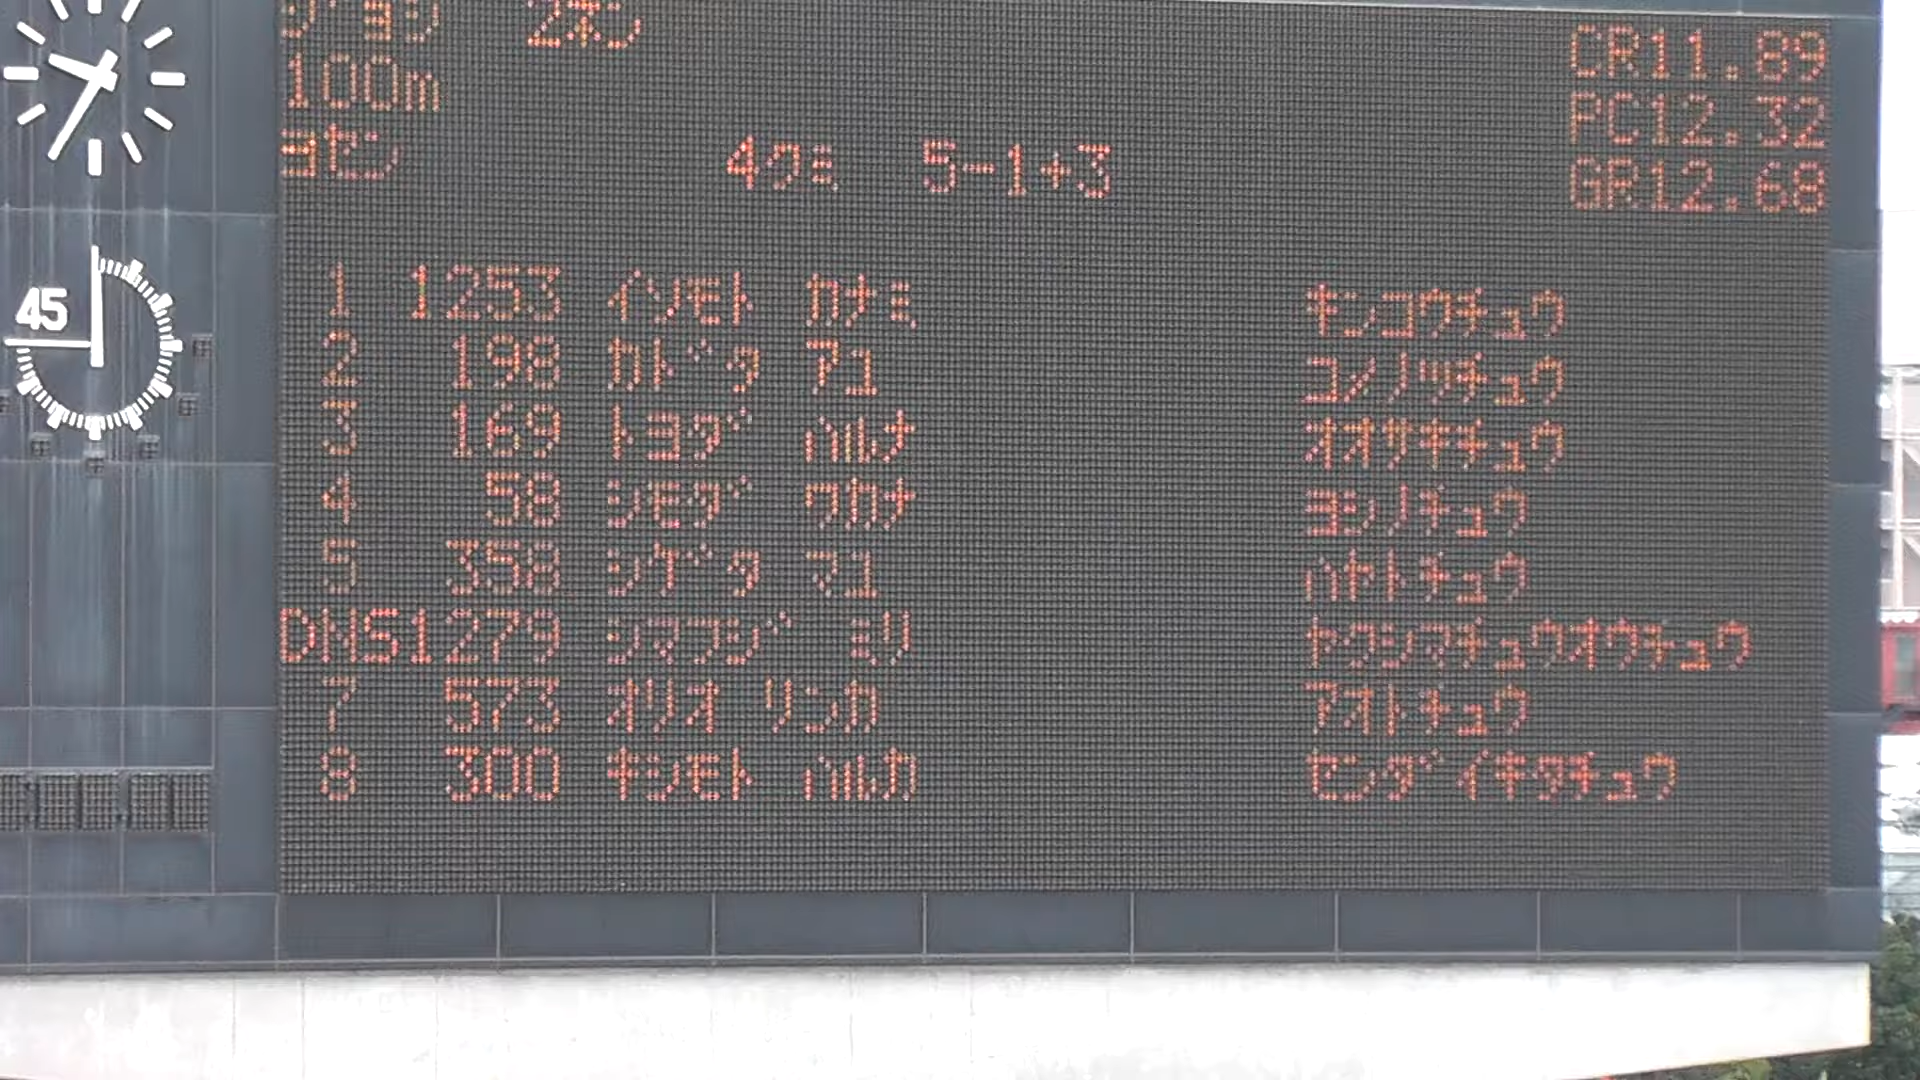 ジョシ 2ネン
100m
ヨセン 4クミ 5-1+3
CR11.89
PC12.32
GR12.68
45
1 1253 イソモト カナミ キンコウチュウ
2 198 カドタ アユ コノノツチュウ
3 169 トヨダ ハルナ オオサキチュウ
4 58 シモダ ワカナ ヨシノチュウ
5 358 シゲタ マユ ハヤトチュウ
DNS1279 シマフジ ミリ ヤクシマチュウオウチュウ
7 573 オリオ リンカ アオトチュウ
8 300 キシモト ハルカ センダイキタチュウ